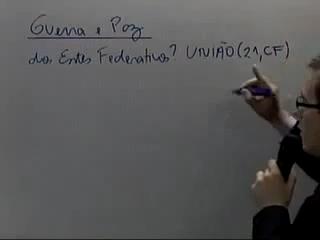 Guerra e Paz
dos Entes Federativos? UNIÃO (21, CF)